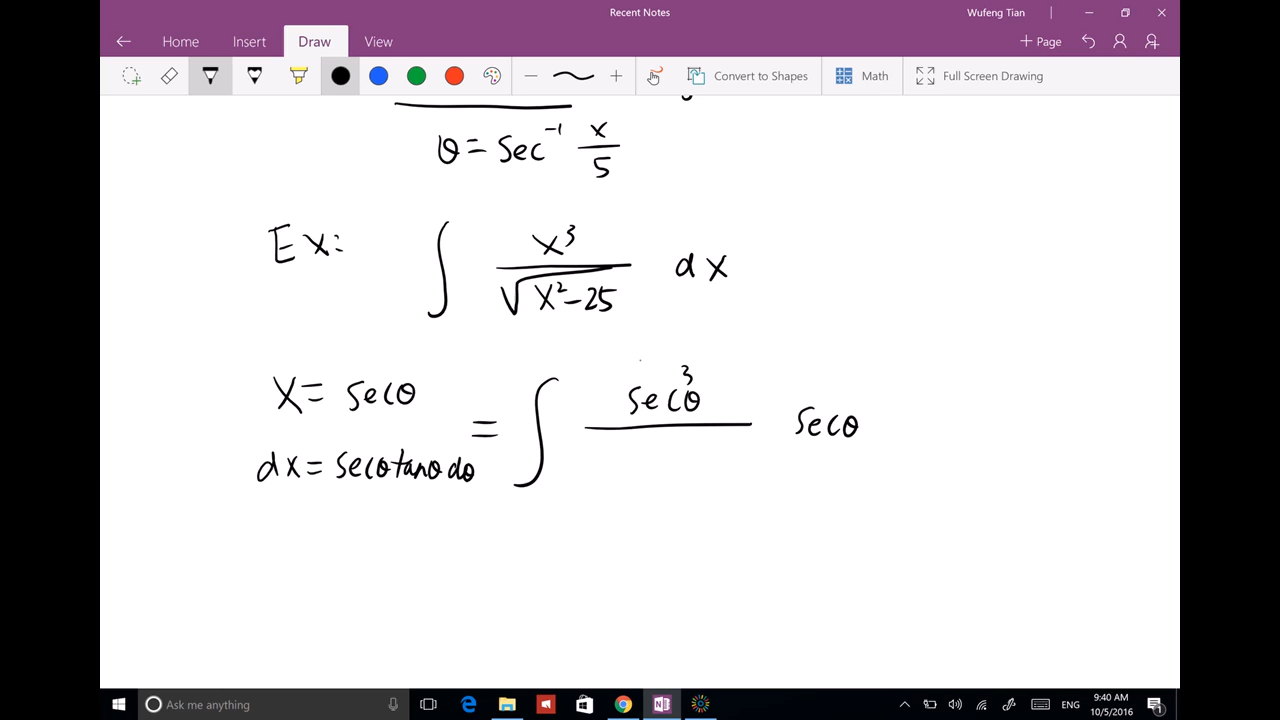 Recent Notes
Wufeng Tian
Home Insert Draw View
+ Page
Convert to Shapes Math Full Screen Drawing
θ = sec⁻¹ x/5
Ex: ∫ x³/√(x²-25) dx
x = secθ
= ∫ sec³θ/ secθ
dx = secθtanθdθ
Ask me anything
ENG
9:40 AM
10/5/2016
1